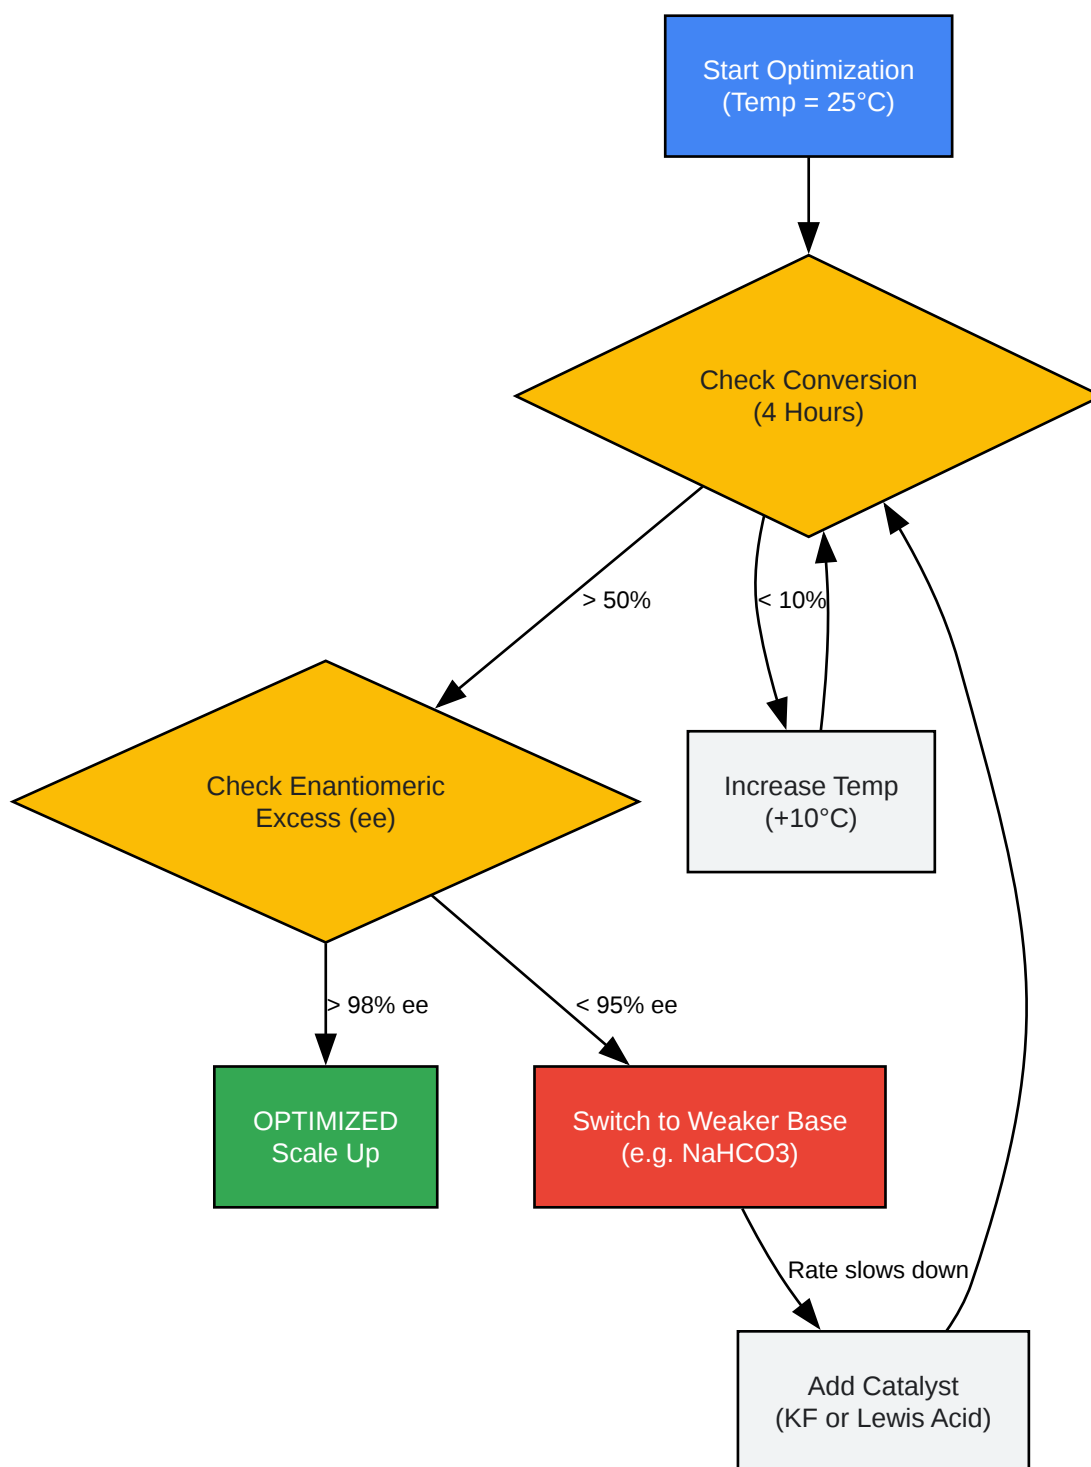 Start Optimization
(Temp = 25°C)
Check Conversion
(4 Hours)
> 50%
< 10%
Increase Temp
(+10°C)
Check Enantiomeric
Excess (ee)
> 98% ee
< 95% ee
OPTIMIZED
Scale Up
Switch to Weaker Base
(e.g. NaHCO3)
Rate slows down
Add Catalyst
(KF or Lewis Acid)